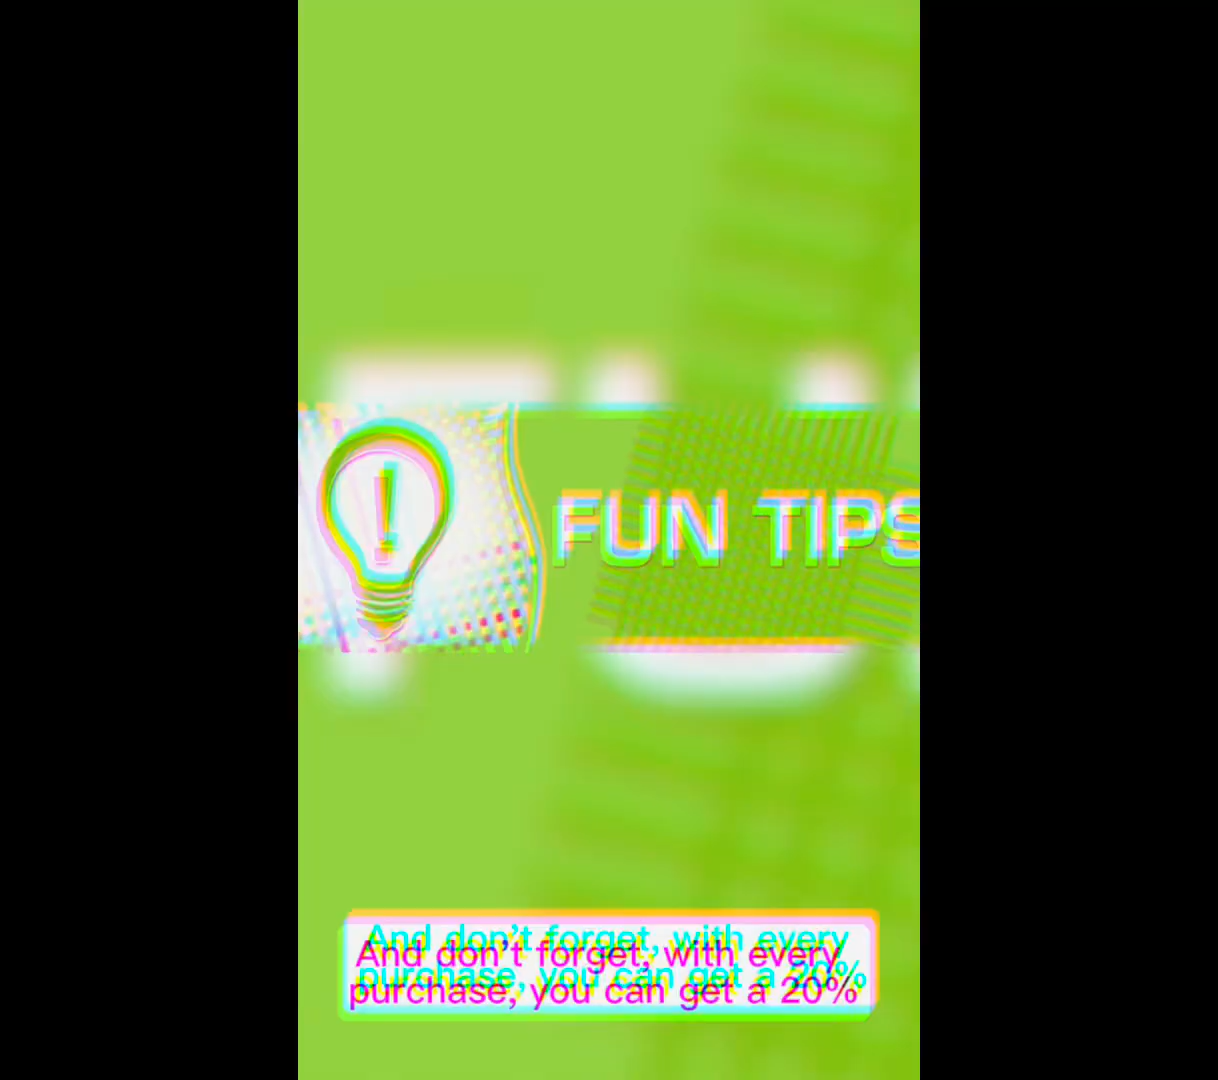 !
FUN TIPS
And don't forget, with every
purchase, you can get a 20%